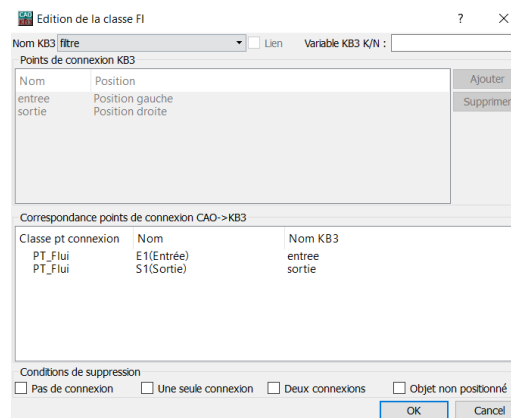 CAD KB3 Edition de la classe FI ? X
Nom KB3 filtre Lien Variable KB3 K/N :
Points de connexion KB3
Nom Position Ajouter
entree Position gauche Supprimer
sortie Position droite
Correspondance points de connexion CAO->KB3
Classe pt connexion Nom Nom KB3
PT_Flui E1(Entrée) entree
PT_Flui S1(Sortie) sortie
Conditions de suppression
Pas de connexion Une seule connexion Deux connexions Objet non positionné
OK Cancel